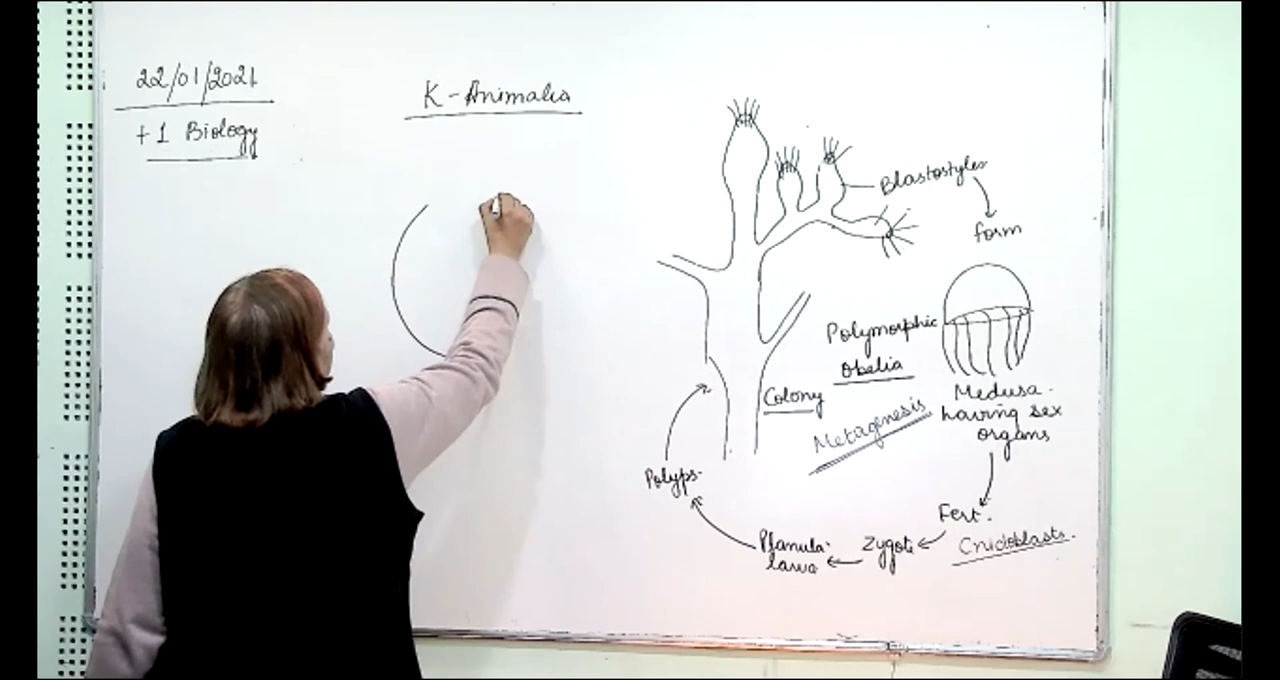 22/01/2021
+1 Biology
K-Animalia
Blastostyles
form
Polymorphic
Obelia
Colony
Metagenesis
Medusa.
having sex
organs
Fert.
Cnidoblasts.
Zygote
Planula.
larva
Polyps.